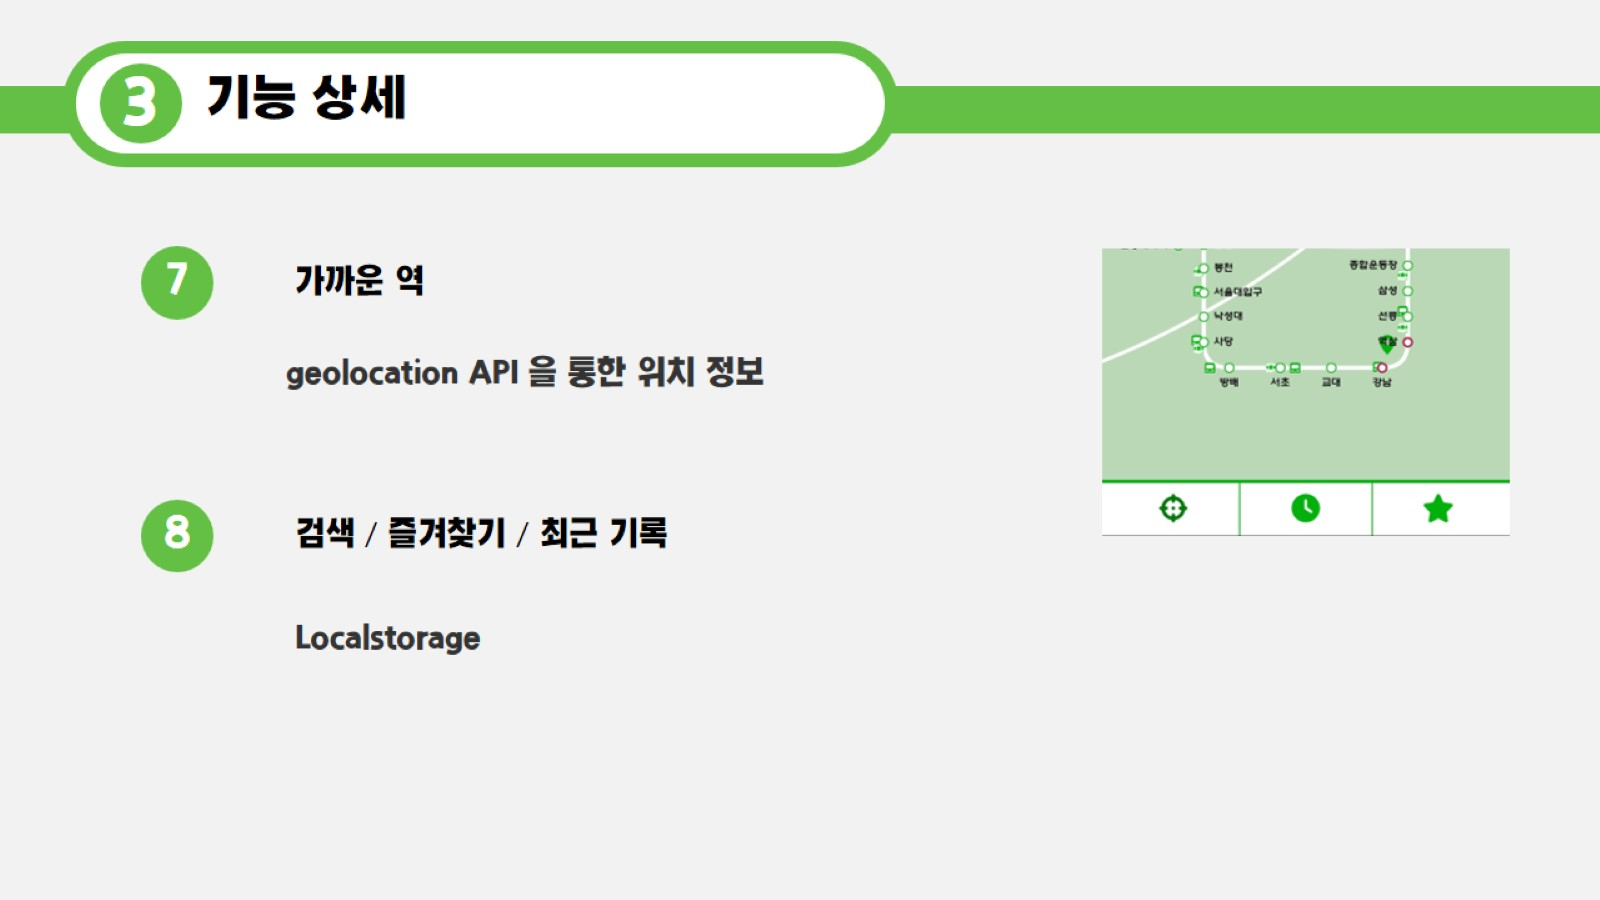 3 기능 상세
7 가까운 역
geolocation API 을 통한 위치 정보
8 검색 / 즐겨찾기 / 최근 기록
Localstorage
봉천
서울대입구
낙성대
사당
방배 서초 교대 강남
종합운동장
삼성
선릉